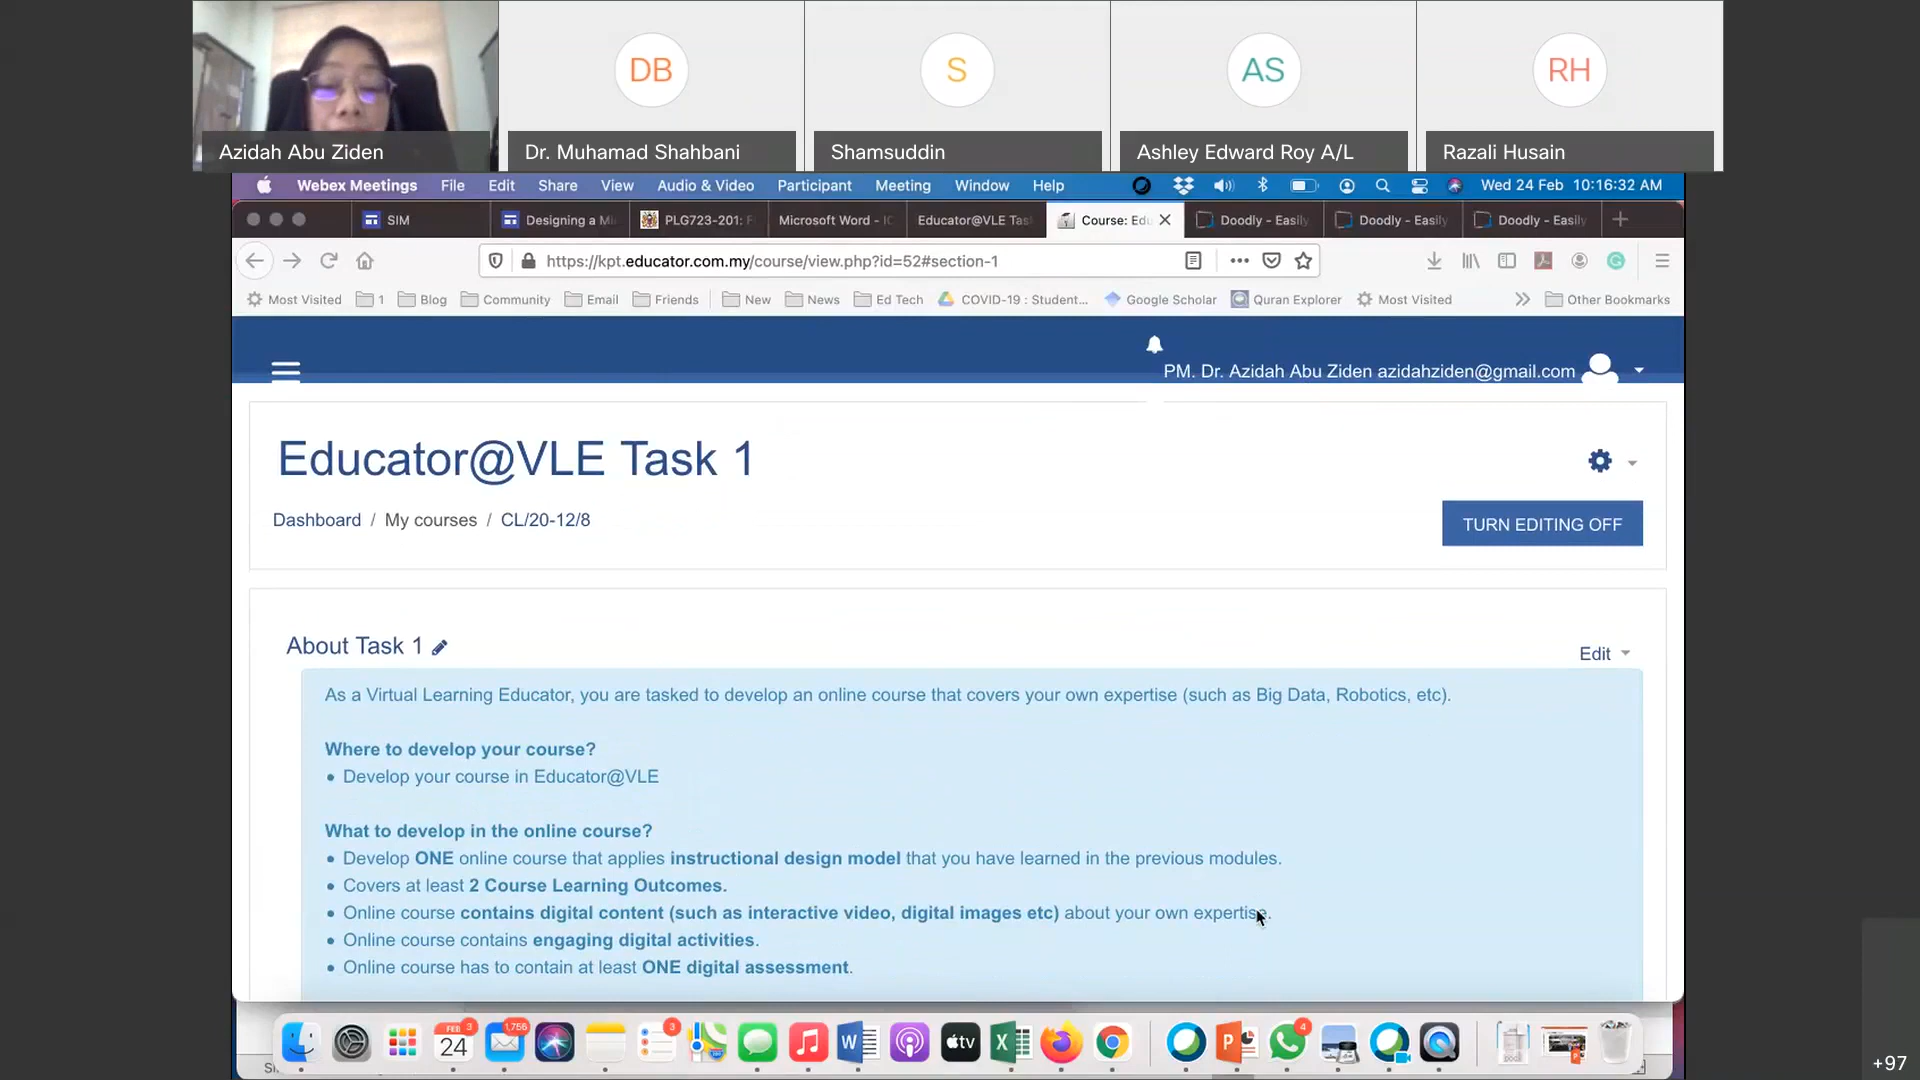 DB
S
AS
RH
Azidah Abu Ziden
Dr. Muhamad Shahbani
Shamsuddin
Ashley Edward Roy A/L
Razali Husain
Webex Meetings File Edit Share View Audio & Video Participant Meeting Window Help Wed 24 Feb 10:16:32 AM
SIM Designing a Mi PLG723-201: F Microsoft Word - IC Educator@VLE Tas Course: Edu Doodly - Easily Doodly - Easily Doodly - Easily
https://kpt.educator.com.my/course/view.php?id=52#section-1
Most Visited 1 Blog Community Email Friends New News Ed Tech COVID-19 : Student... Google Scholar Quran Explorer Most Visited Other Bookmarks
PM. Dr. Azidah Abu Ziden azidahziden@gmail.com
Educator@VLE Task 1
Dashboard / My courses / CL/20-12/8
TURN EDITING OFF
About Task 1
Edit
As a Virtual Learning Educator, you are tasked to develop an online course that covers your own expertise (such as Big Data, Robotics, etc).
Where to develop your course?
• Develop your course in Educator@VLE
What to develop in the online course?
• Develop ONE online course that applies instructional design model that you have learned in the previous modules.
• Covers at least 2 Course Learning Outcomes.
• Online course contains digital content (such as interactive video, digital images etc) about your own expertise.
• Online course contains engaging digital activities.
• Online course has to contain at least ONE digital assessment.
FEB 3
24
1,756
3
tv
4
+97